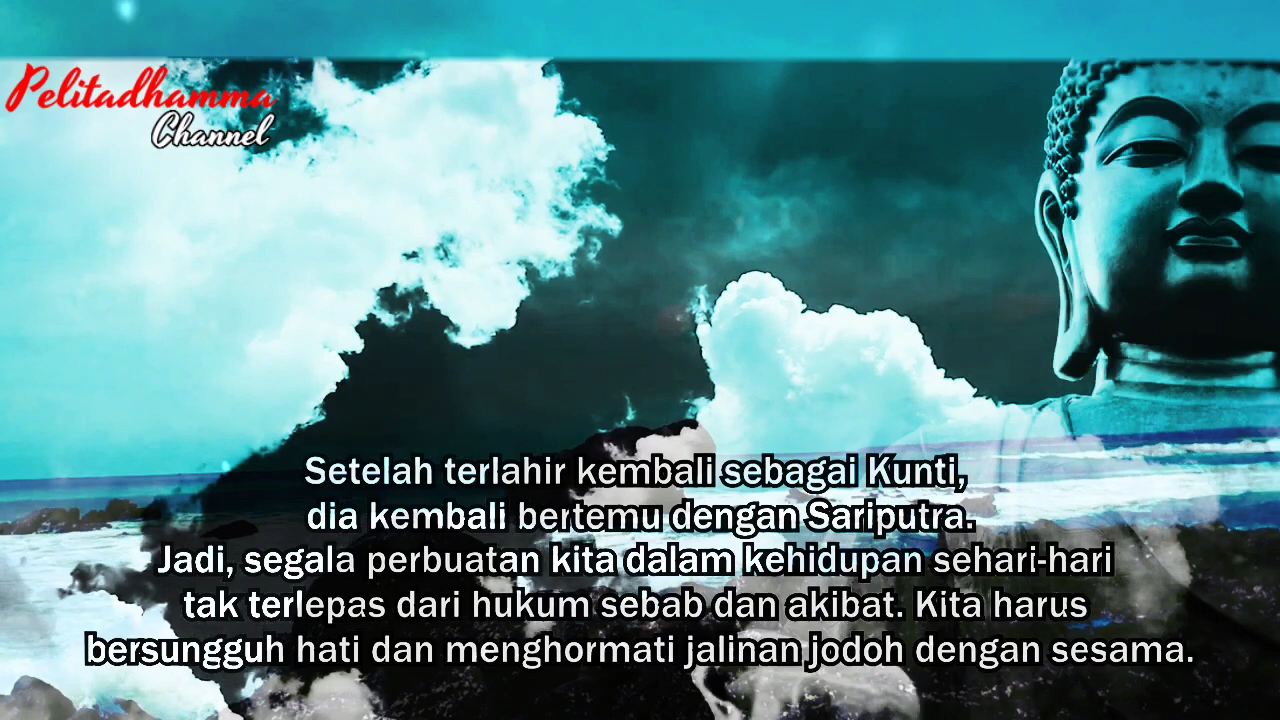 Pelitadhamma
Channel
Setelah terlahir kembali sebagai Kunti,
dia kembali bertemu dengan Sariputra.
Jadi, segala perbuatan kita dalam kehidupan sehari-hari
tak terlepas dari hukum sebab dan akibat. Kita harus
bersungguh hati dan menghormati jalinan jodoh dengan sesama.